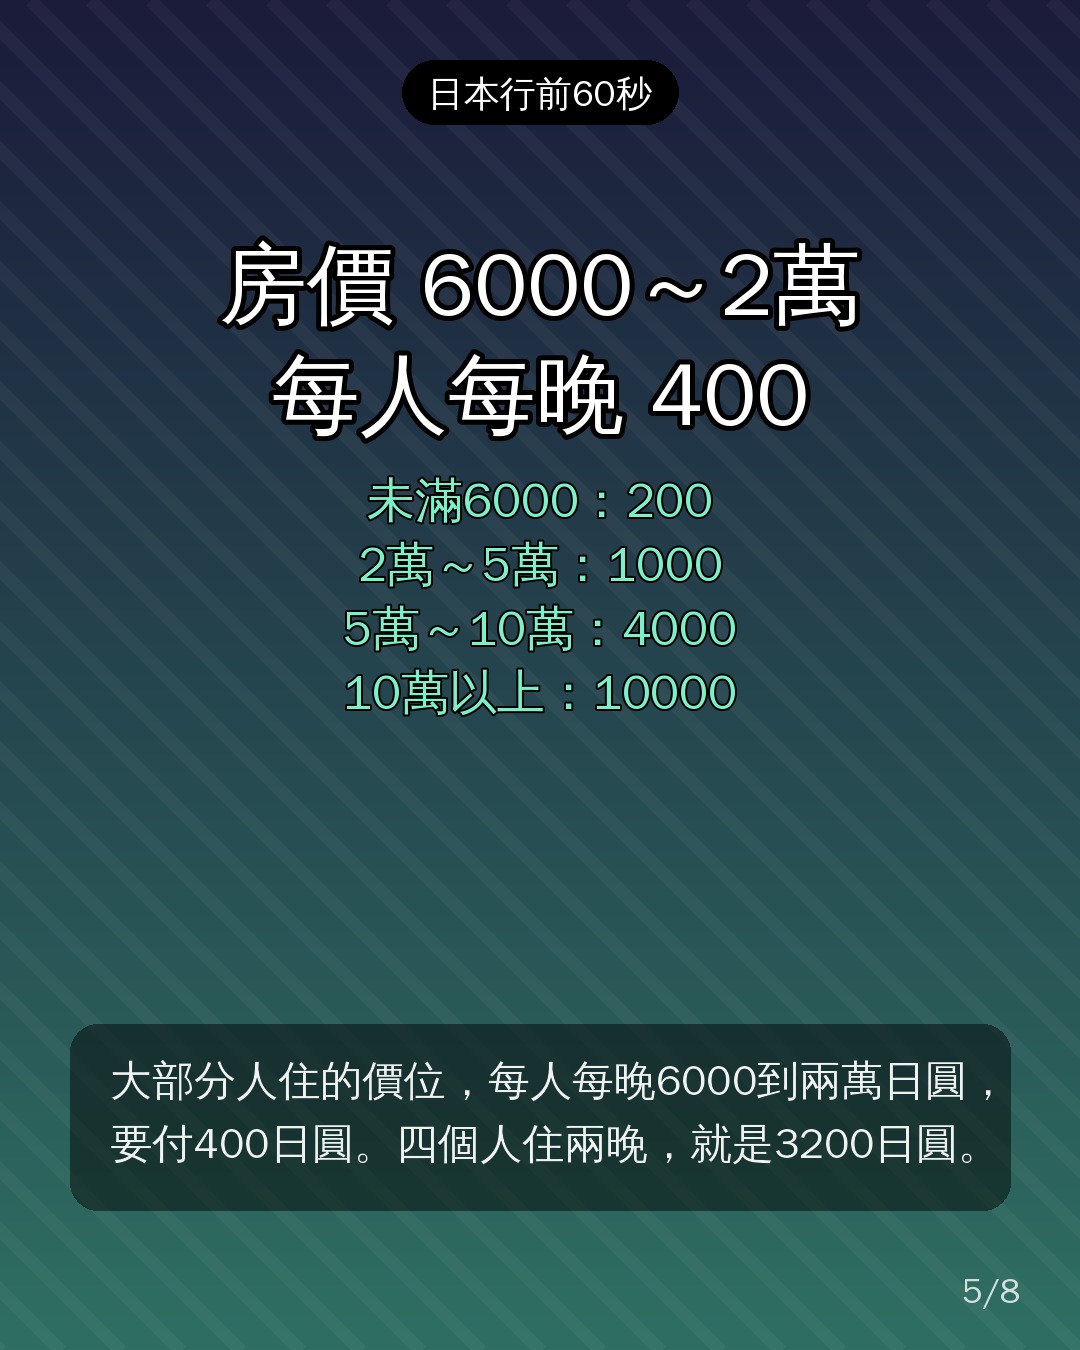 日本行前60秒
房價 6000～2萬
每人每晚 400
未滿6000：200
2萬～5萬：1000
5萬～10萬：4000
10萬以上：10000
大部分人住的價位，每人每晚6000到兩萬日圓，
要付400日圓。四個人住兩晚，就是3200日圓。
5/8